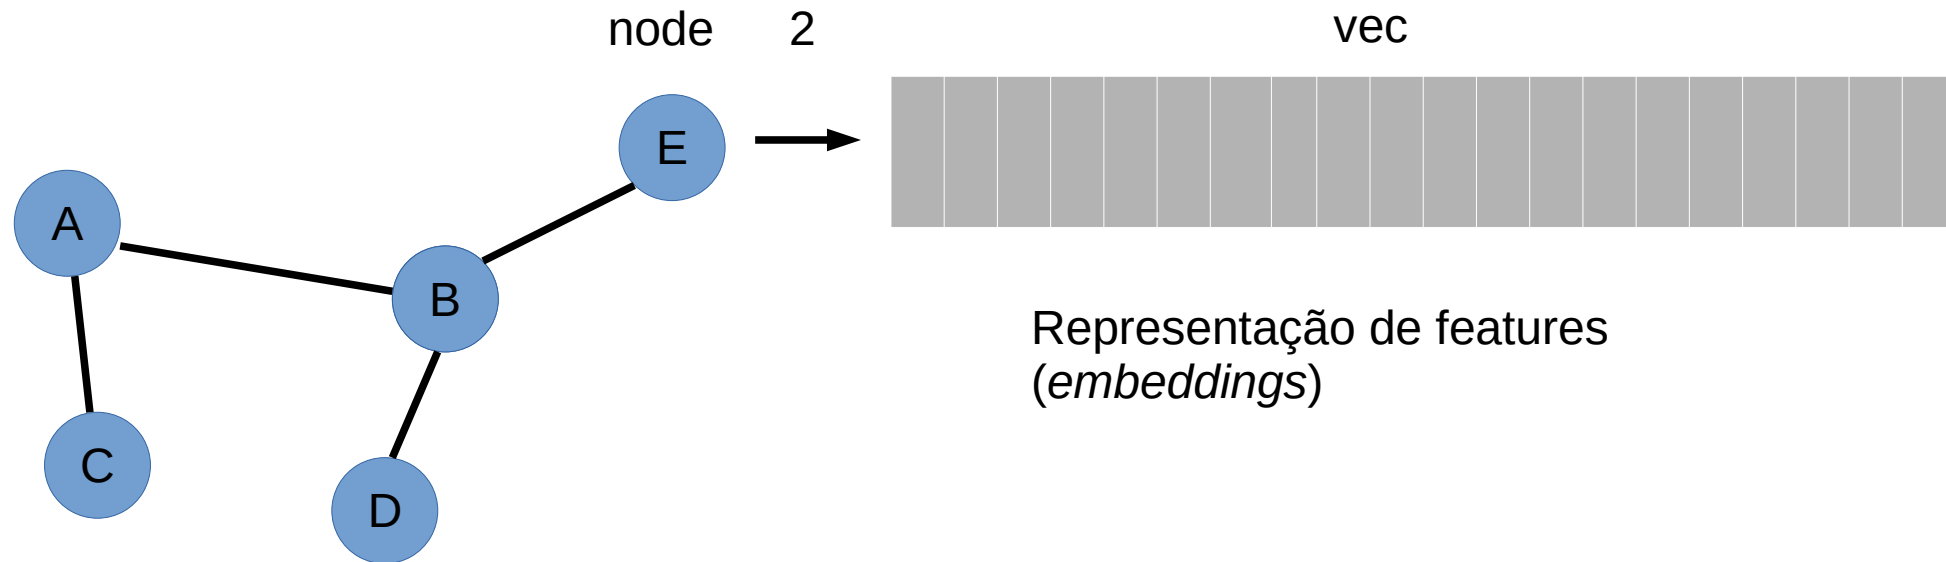 node 2 vec
E
A
B
C
D
Representação de features
(embeddings)